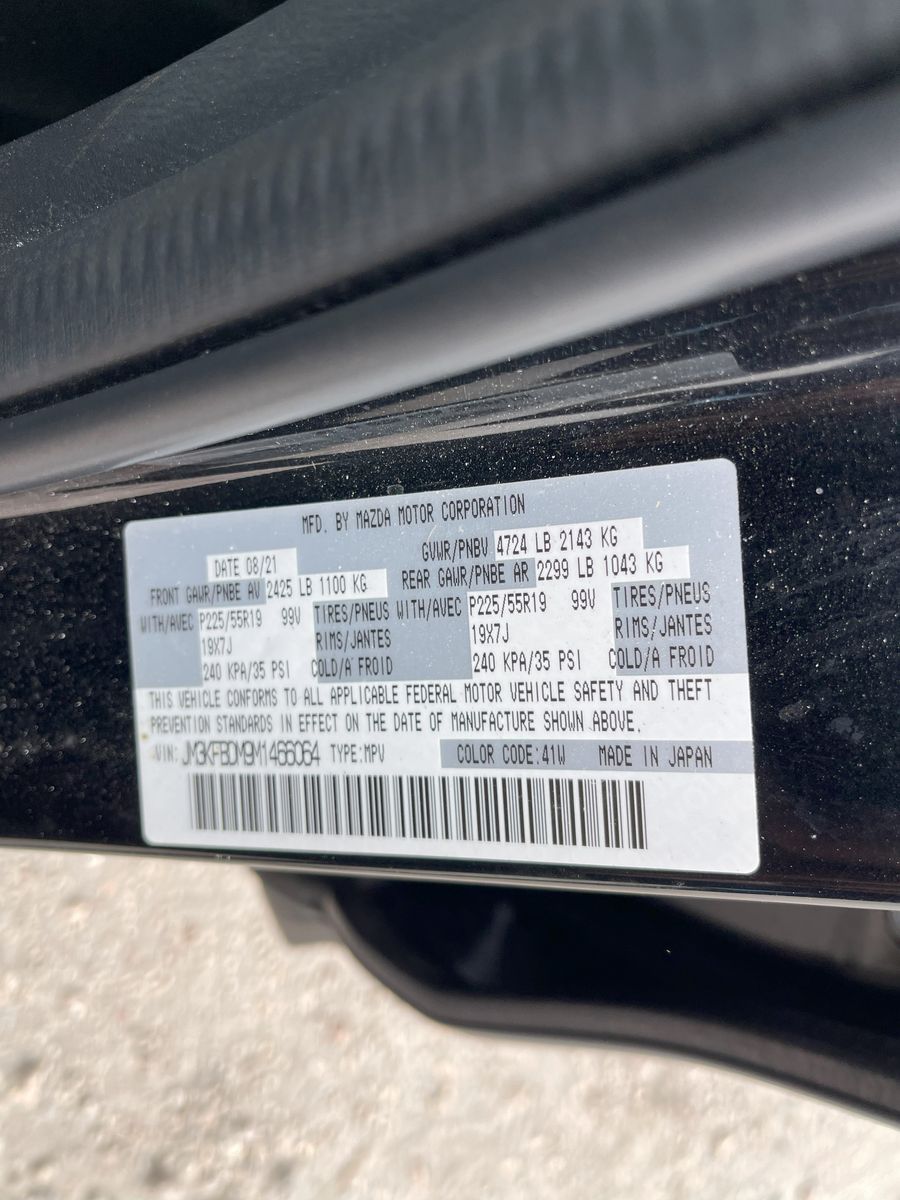 MFD. BY MAZDA MOTOR CORPORATION
DATE 08/21 GVWR/PNBV 4724 LB 2143 KG
FRONT GAWR/PNBE AV 2425 LB 1100 KG REAR GAWR/PNBE AR 2299 LB 1043 KG
WITH/AVEC P225/55R19 99V TIRES/PNEUS WITH/AVEC P225/55R19 99V TIRES/PNEUS
19X7J RIMS/JANTES 19X7J RIMS/JANTES
240 KPA/35 PSI COLD/A FROID 240 KPA/35 PSI COLD/A FROID
THIS VEHICLE CONFORMS TO ALL APPLICABLE FEDERAL MOTOR VEHICLE SAFETY AND THEFT
PREVENTION STANDARDS IN EFFECT ON THE DATE OF MANUFACTURE SHOWN ABOVE.
VIN: JM3KFBDM9M1466064 TYPE:MPV COLOR CODE:41W MADE IN JAPAN